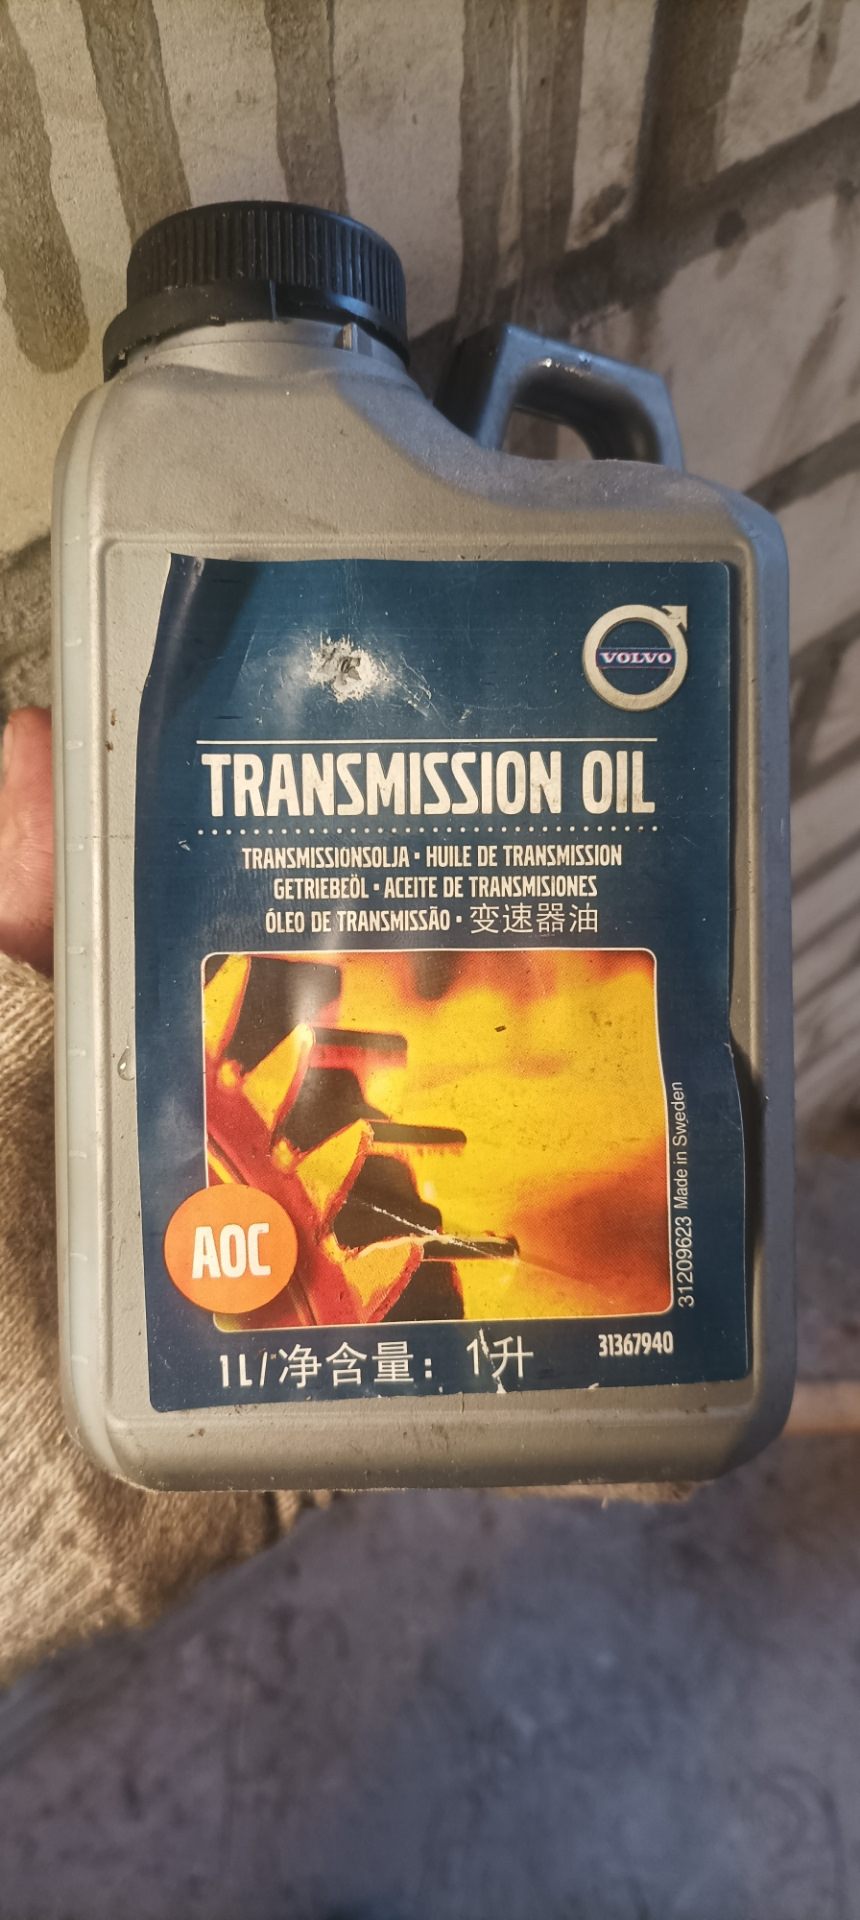 VOLVO
TRANSMISSION OIL
TRANSMISSIONSOLJA • HUILE DE TRANSMISSION
GETRIEBEÖL • ACEITE DE TRANSMISIONES
ÓLEO DE TRANSMISSÃO • 变速器油
AOC
31209623 Made in Sweden
1L/净含量：1升
31367940